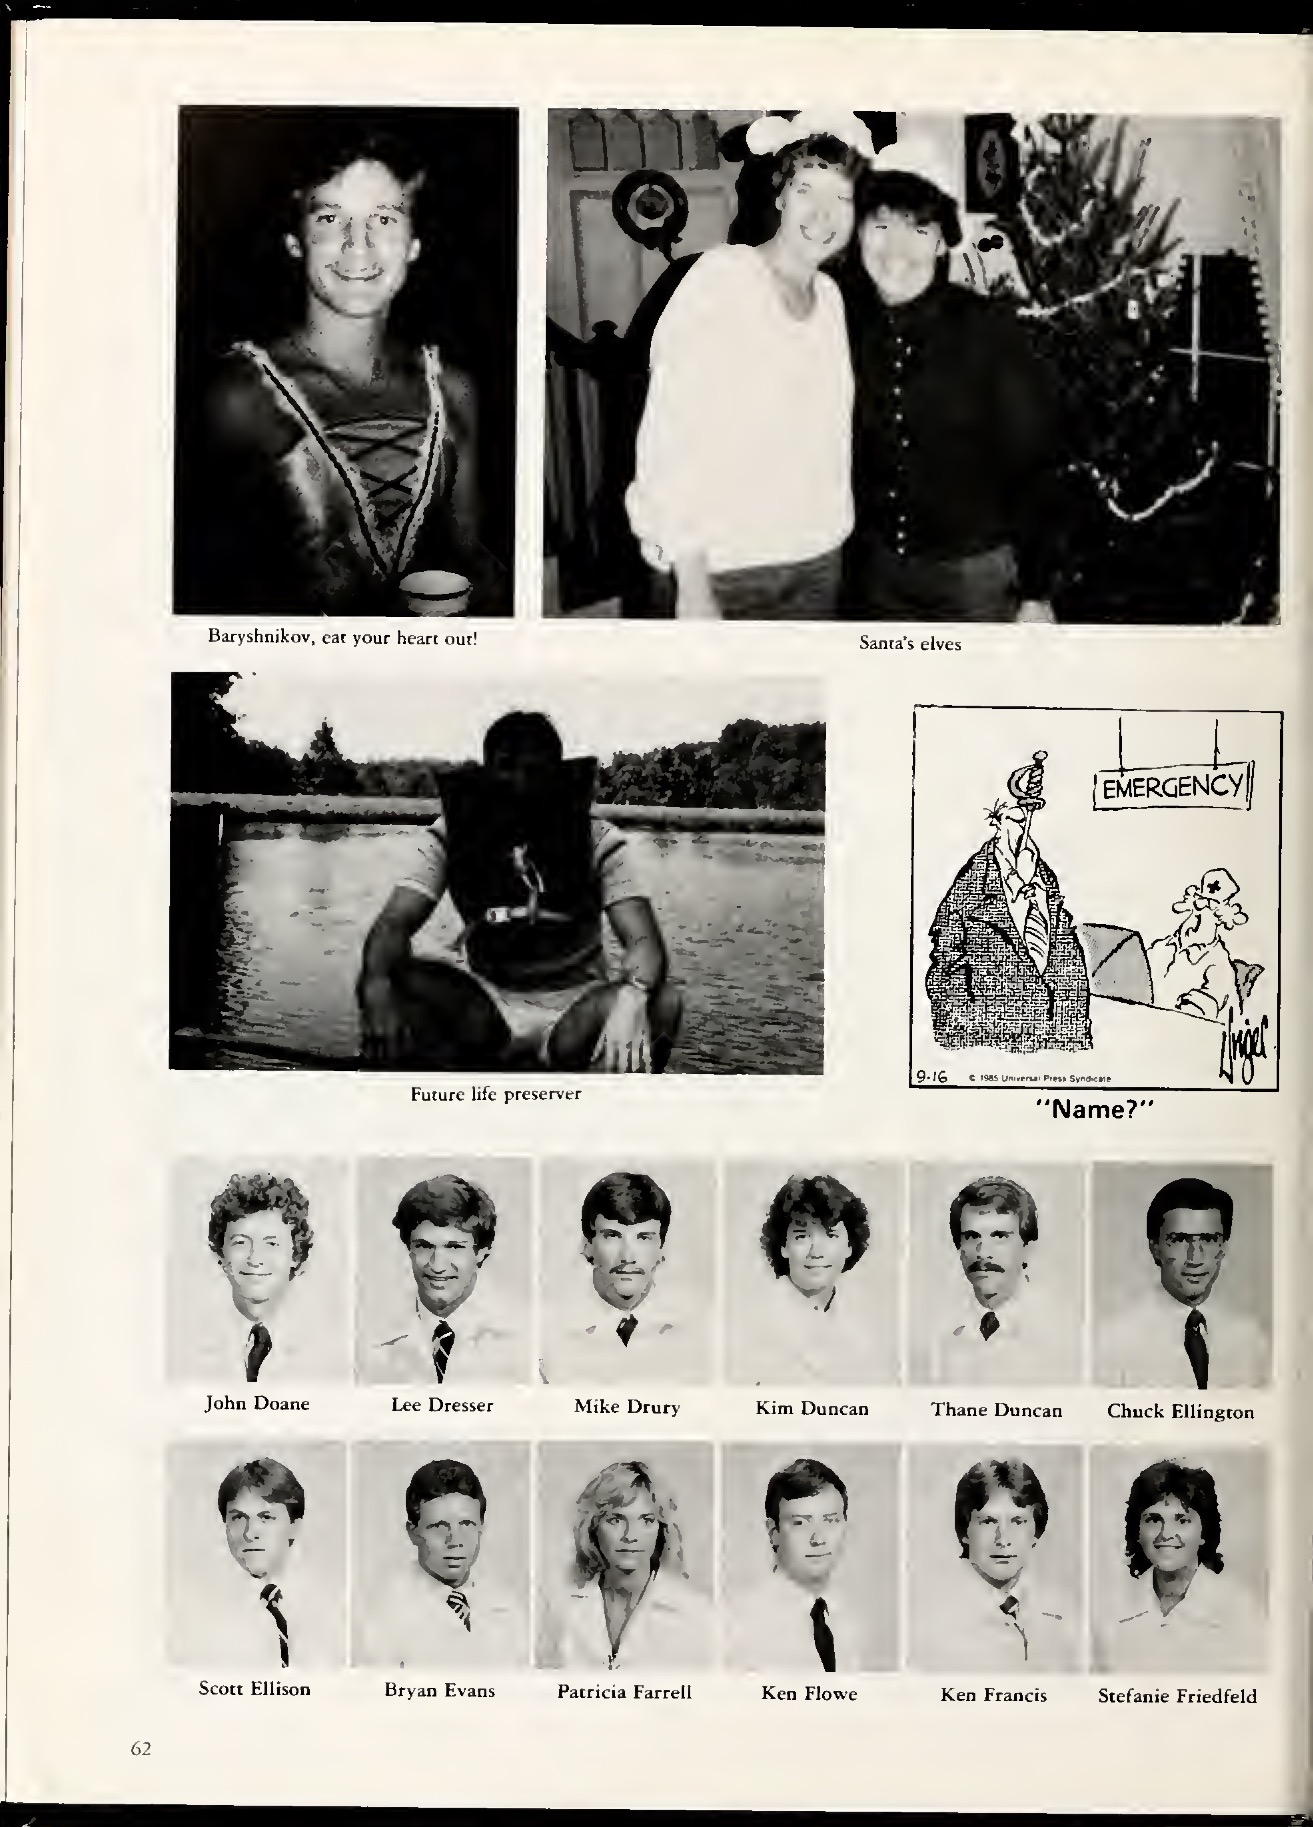 Baryshnikov, eat your heart out!
Santa's elves
EMERGENCY
Angel
9-16 © 1985 Universal Press Syndicate
Future life preserver
"Name?"
John Doane
Lee Dresser
Mike Drury
Kim Duncan
Thane Duncan
Chuck Ellington
Scott Ellison
Bryan Evans
Patricia Farrell
Ken Flowe
Ken Francis
Stefanie Friedfeld
62